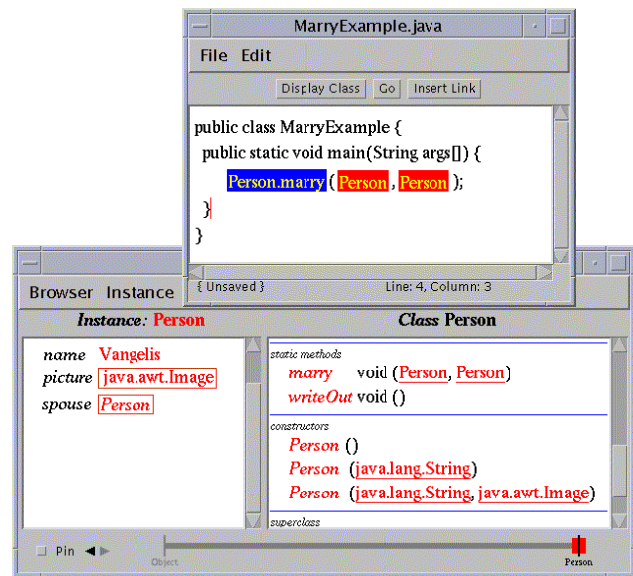 MarryExample.java
File Edit
Display Class Go Insert Link
public class MarryExample {
public static void main(String args[]) {
Person.marry ( Person , Person );
}
}
{ Unsaved } Line: 4, Column: 3
Browser Instance
Instance: Person
name Vangelis
picture java.awt.Image
spouse Person
Class Person
static methods
marry void (Person, Person)
writeOut void ()
constructors
Person ()
Person (java.lang.String)
Person (java.lang.String, java.awt.Image)
superclass
Pin
Object
Person